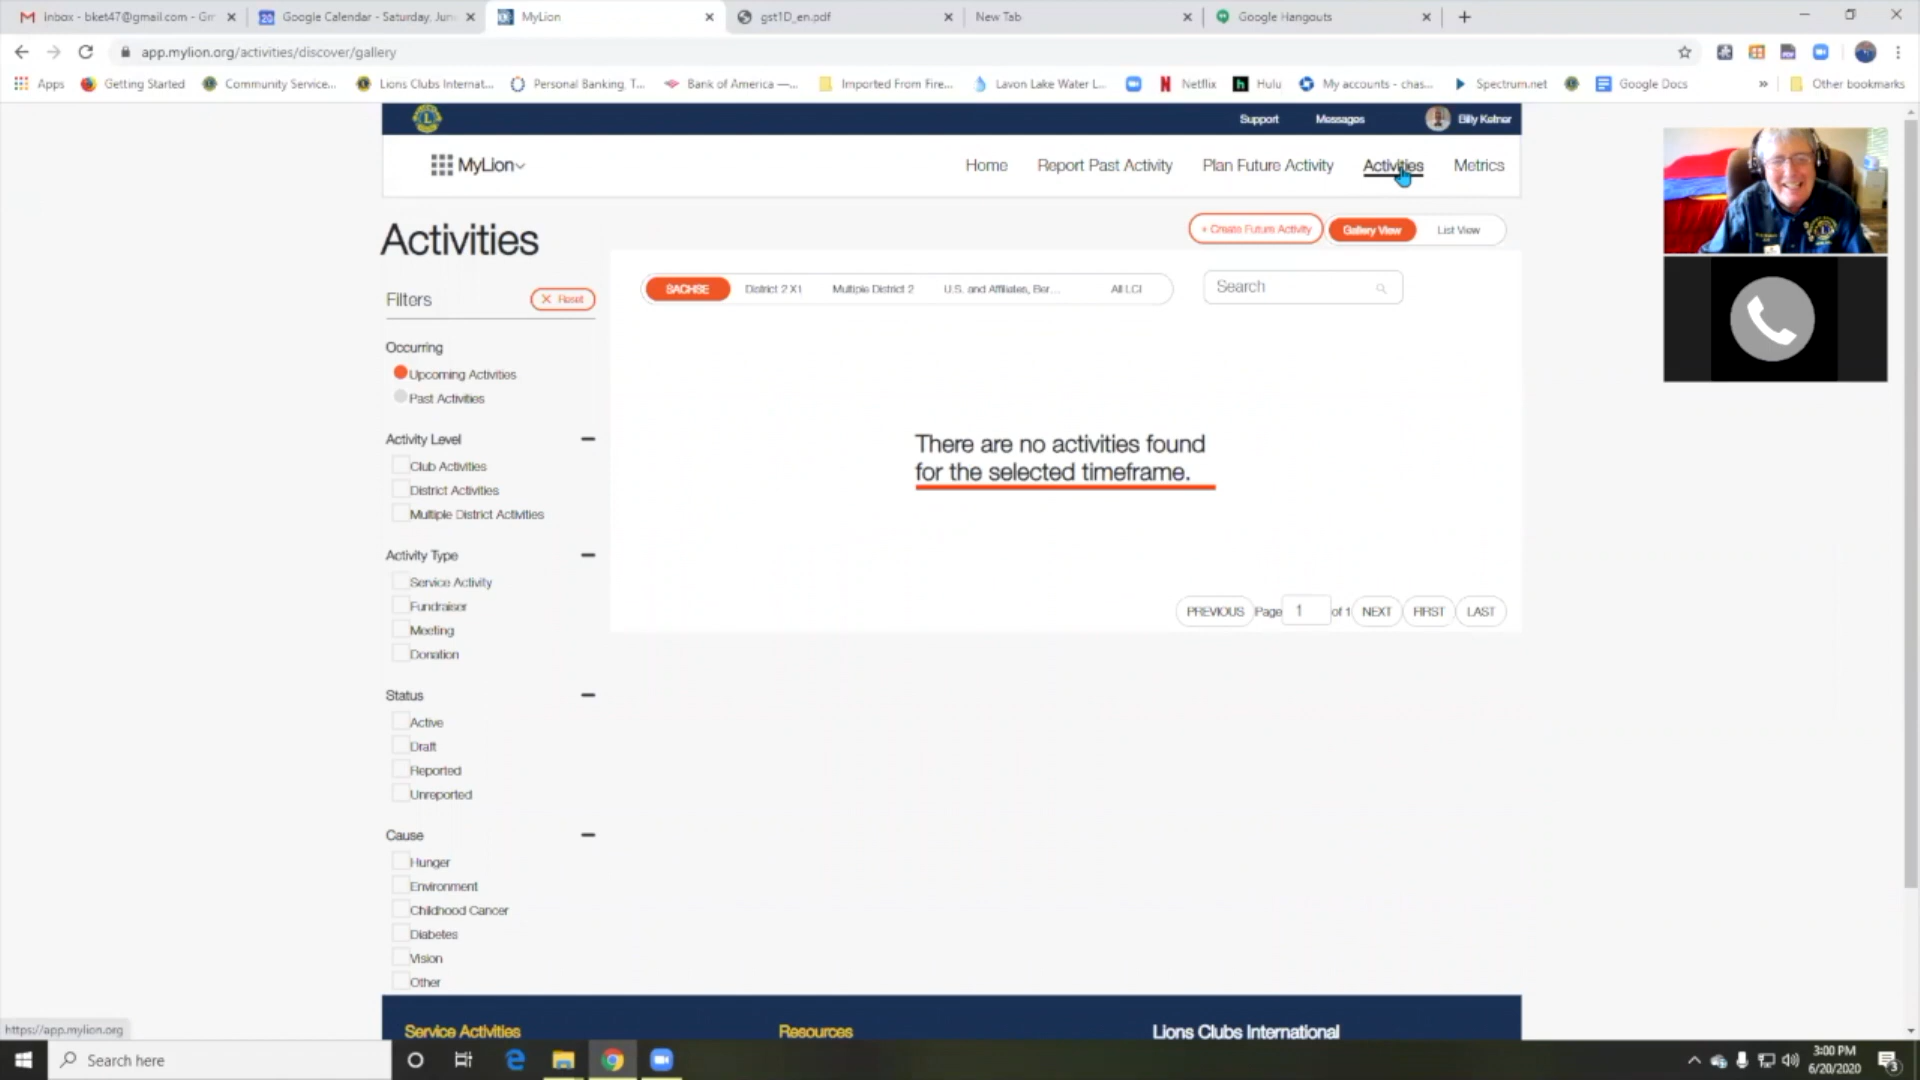 Inbox - bket47@gmail.com - Gm
Google Calendar - Saturday, June
MyLion
gst1D_en.pdf
New Tab
Google Hangouts
app.mylion.org/activities/discover/gallery
Apps
Getting Started
Community Service...
Lions Clubs Internat...
Personal Banking, T...
Bank of America —...
Imported From Fire...
Lavon Lake Water L...
Netflix
Hulu
My accounts - chas...
Spectrum.net
Google Docs
Other bookmarks
Support
Messages
MyLion
Home
Report Past Activity
Plan Future Activity
Activities
Metrics
Activities
+ Create Future Activity
Gallery View
List View
Filters
Reset
SACHSE
District 2 X1
Multiple District 2
U.S. and Affiliates, Ber...
All LCI
Search
Occurring
Upcoming Activities
Past Activities
Activity Level
Club Activities
District Activities
Multiple District Activities
There are no activities found
for the selected timeframe.
Activity Type
Service Activity
Fundraiser
Meeting
Donation
PREVIOUS Page 1 of 1 NEXT FIRST LAST
Status
Active
Draft
Reported
Unreported
Cause
Hunger
Environment
Childhood Cancer
Diabetes
Vision
Other
Service Activities
Resources
Lions Clubs International
https://app.mylion.org
Search here
3:00 PM
6/20/2020
3